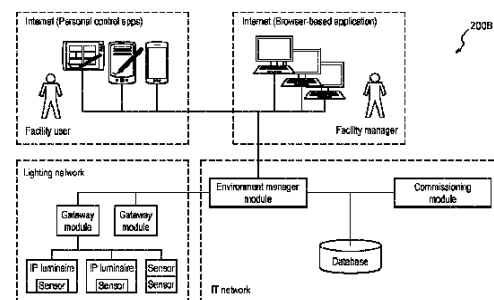 Internet (Personal control apps)
Facility user
Internet (Browser-based application)
Facility manager
200B
Lighting network
Gateway
module
Gateway
module
IP luminaire
Sensor
IP luminaire
Sensor
Sensor
Sensor
Environment manager
module
Commissioning
module
Database
IT network